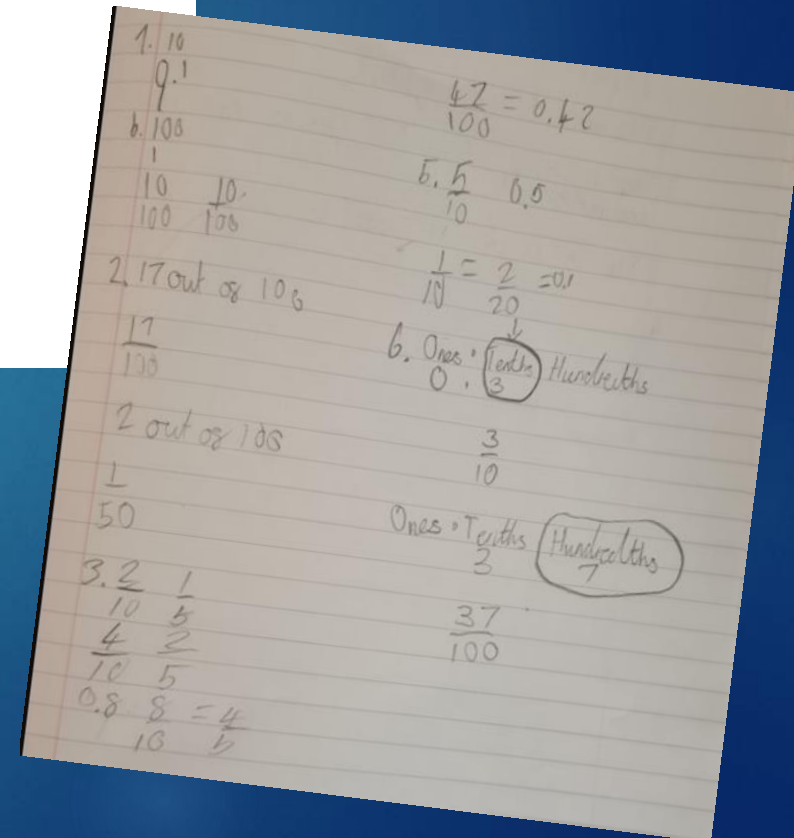 1. 10
9.1
b. 100
1
10 10
100 100
2. 17 out of 100
17
100
2 out of 100
1
50
3. 2 1
10 5
4 2
10 5
0.8 8 = 4
10 5
42 = 0.42
100
5. 5 0.5
10
1 = 2 = 0.1
10 20
6. Ones . Tenths Hundredths
0 . 3
3
10
Ones . Tenths Hundredths
3 7
37
100